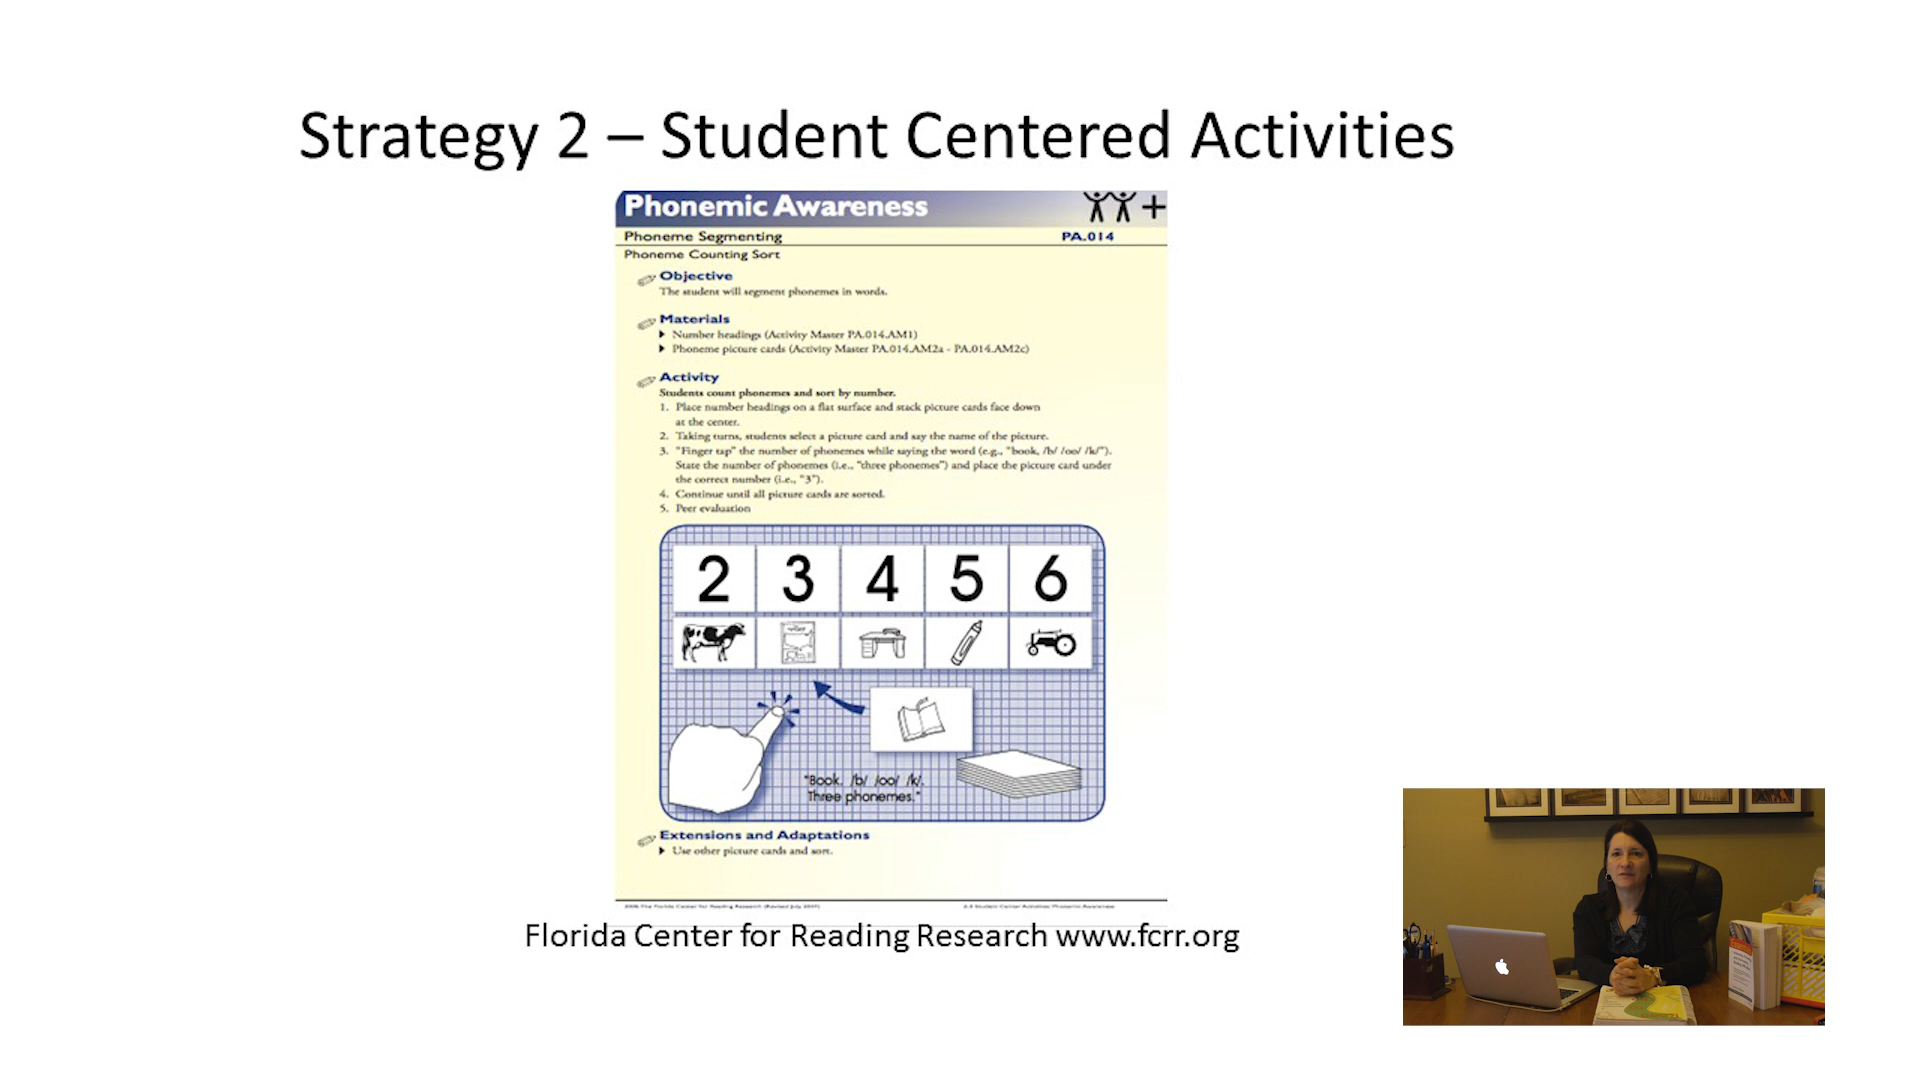 Strategy 2 – Student Centered Activities
Phonemic Awareness
+
Phoneme Segmenting
PA.014
Phoneme Counting Sort
Objective
The student will segment phonemes in words.
Materials
Number headings (Activity Master PA.014.AM1)
Phoneme picture cards (Activity Master PA.014.AM2a - PA.014.AM2c)
Activity
Students count phonemes and sort by number.
1. Place number headings on a flat surface and stack picture cards face down
at the center.
2. Taking turns, students select a picture card and say the name of the picture.
3. "Finger tap" the number of phonemes while saying the word (e.g., "book, /b/ /oo/ /k/").
State the number of phonemes (i.e., "three phonemes") and place the picture card under
the correct number (i.e., "3").
4. Continue until all picture cards are sorted.
5. Peer evaluation
2 3 4 5 6
"Book. /b/ /oo/ /k/.
Three phonemes."
Extensions and Adaptations
Use other picture cards and sort.
Florida Center for Reading Research www.fcrr.org